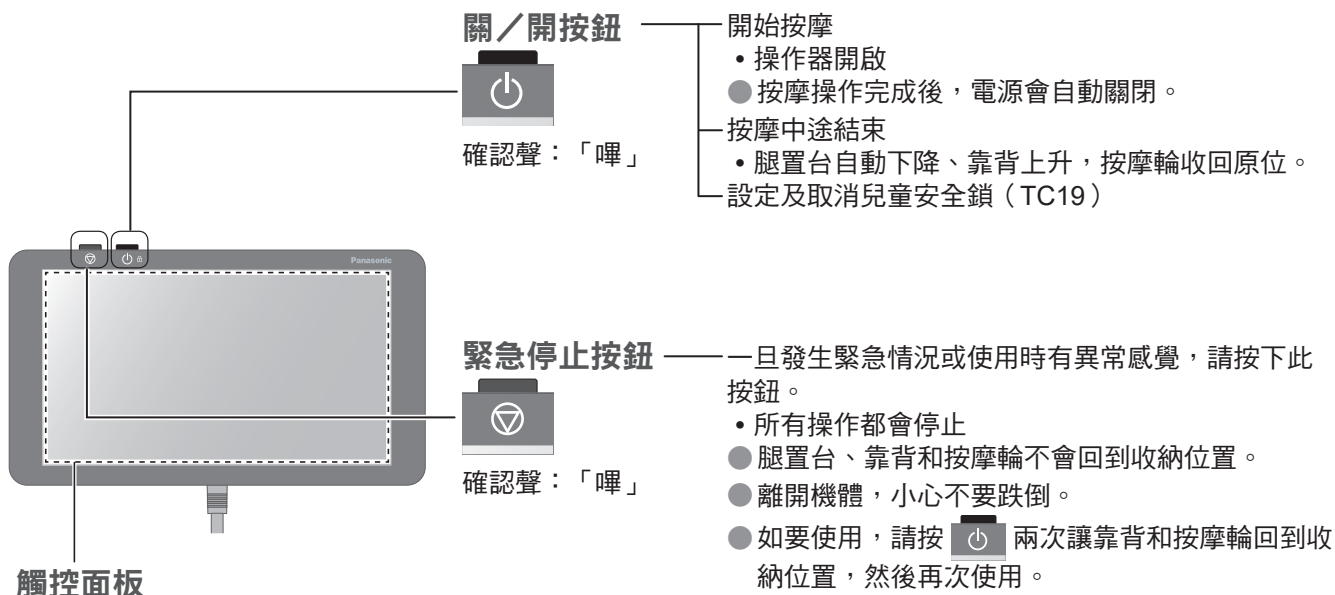 關／開按鈕
確認聲：「嗶」
開始按摩
• 操作器開啟
●按摩操作完成後，電源會自動關閉。
按摩中途結束
• 腿置台自動下降、靠背上升，按摩輪收回原位。
設定及取消兒童安全鎖（TC19）
Panasonic
緊急停止按鈕
確認聲：「嗶」
一旦發生緊急情況或使用時有異常感覺，請按下此
按鈕。
• 所有操作都會停止
●腿置台、靠背和按摩輪不會回到收納位置。
●離開機體，小心不要跌倒。
●如要使用，請按 兩次讓靠背和按摩輪回到收
納位置，然後再次使用。
觸控面板